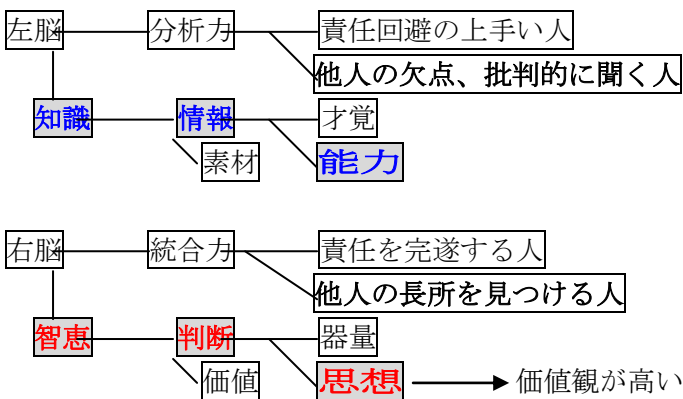 左脳 分析力 責任回避の上手い人
他人の欠点、批判的に聞く人
知識 情報 才覚
素材 能力
右脳 統合力 責任を完遂する人
他人の長所を見つける人
智恵 判断 器量
価値 思想 価値観が高い